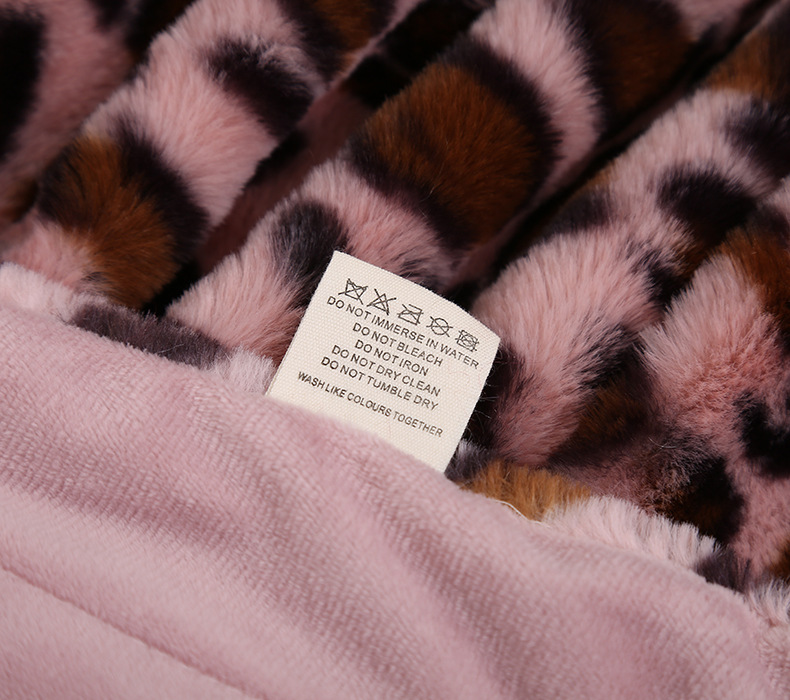 DO NOT IMMERSE IN WATER
DO NOT BLEACH
DO NOT IRON
DO NOT DRY CLEAN
DO NOT TUMBLE DRY
WASH LIKE COLOURS TOGETHER